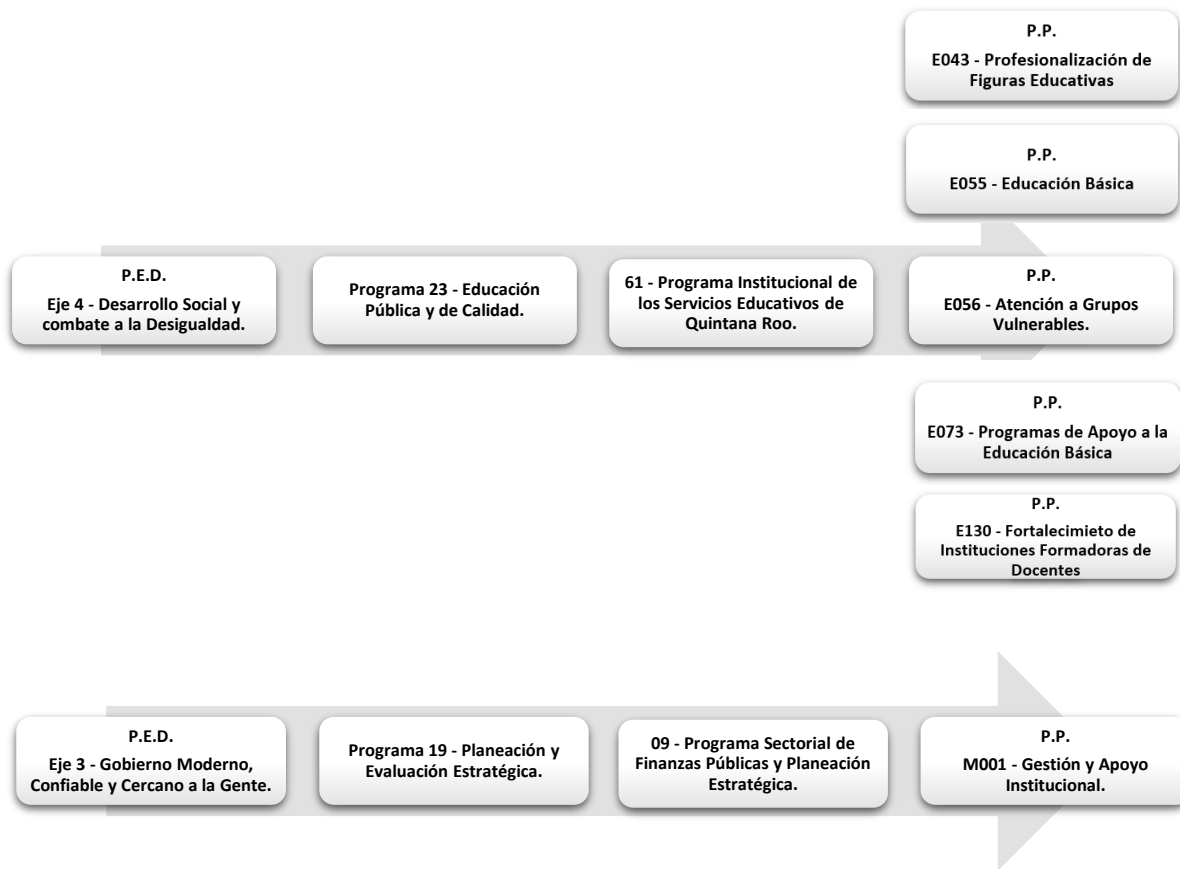 P.P.
E043 - Profesionalización de
Figuras Educativas
P.P.
E055 - Educación Básica
P.E.D.
Eje 4 - Desarrollo Social y
combate a la Desigualdad.
Programa 23 - Educación
Pública y de Calidad.
61 - Programa Institucional de
los Servicios Educativos de
Quintana Roo.
P.P.
E056 - Atención a Grupos
Vulnerables.
P.P.
E073 - Programas de Apoyo a la
Educación Básica
P.P.
E130 - Fortalecimieto de
Instituciones Formadoras de
Docentes
P.E.D.
Eje 3 - Gobierno Moderno,
Confiable y Cercano a la Gente.
Programa 19 - Planeación y
Evaluación Estratégica.
09 - Programa Sectorial de
Finanzas Públicas y Planeación
Estratégica.
P.P.
M001 - Gestión y Apoyo
Institucional.